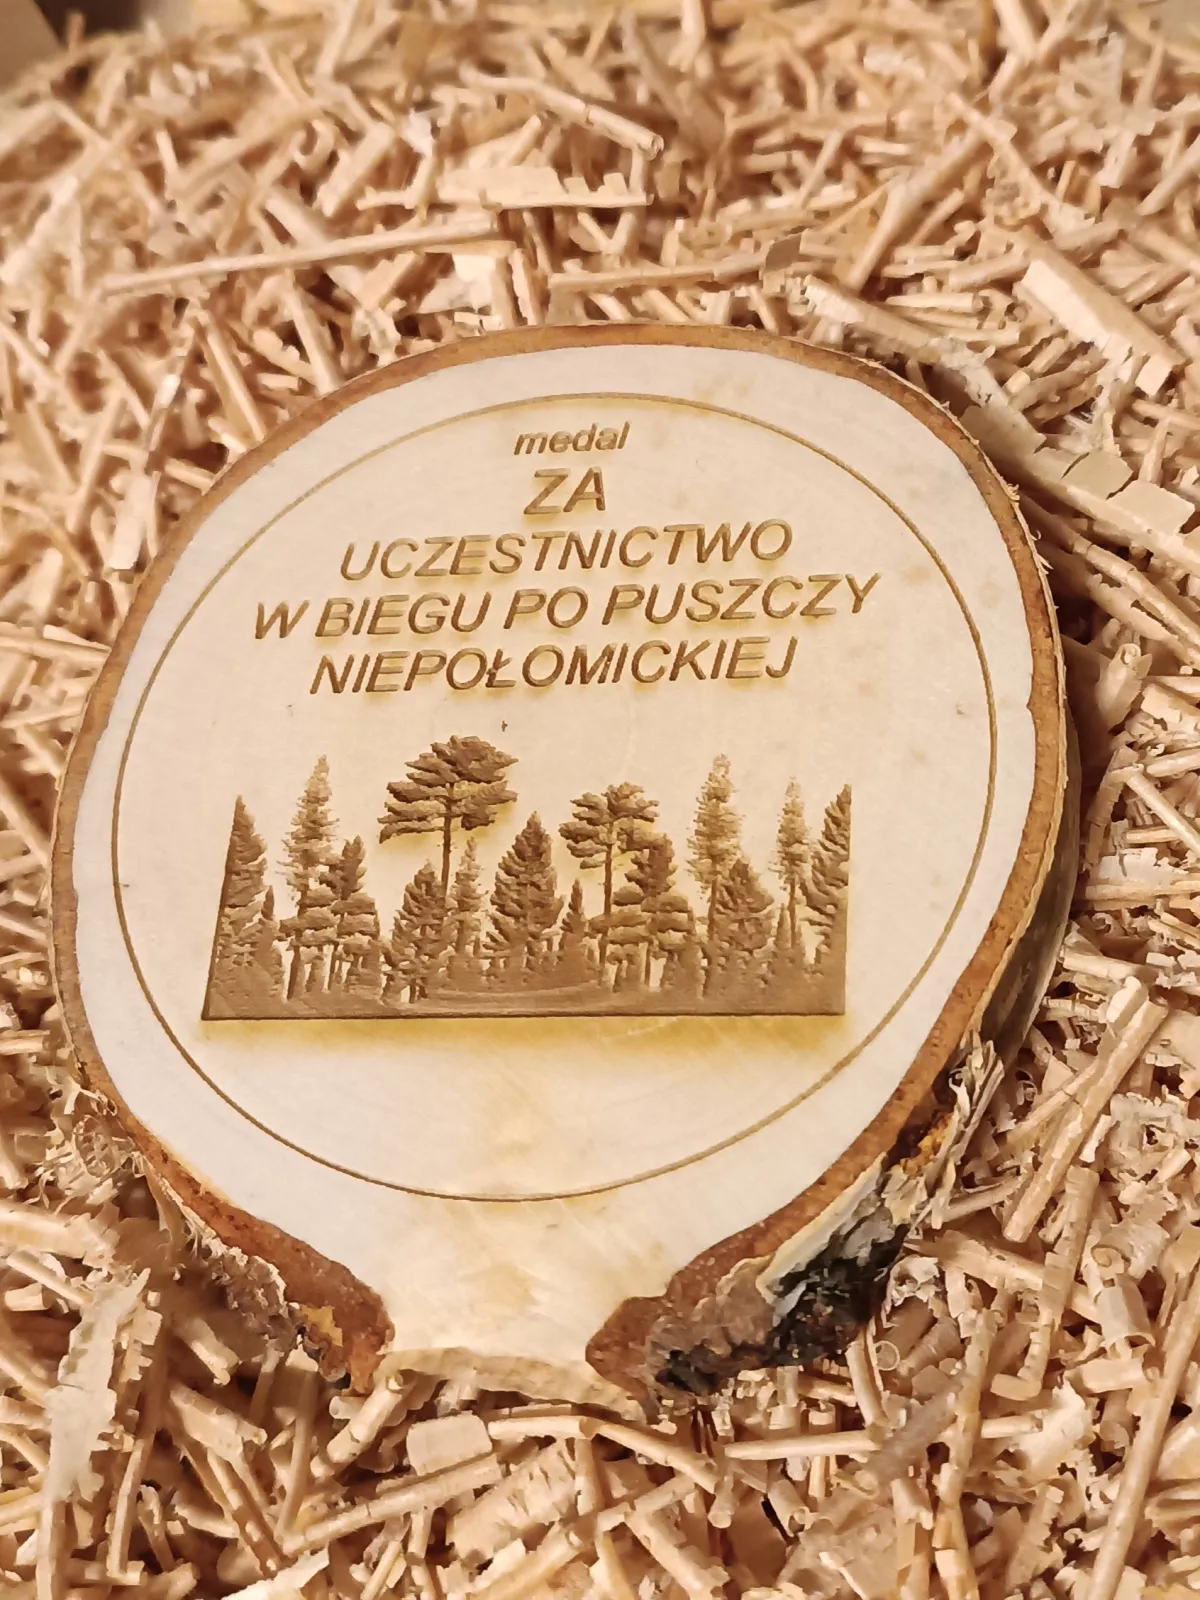 medal
ZA
UCZESTNICTWO
W BIEGU PO PUSZCZY
NIEPOŁOMICKIEJ